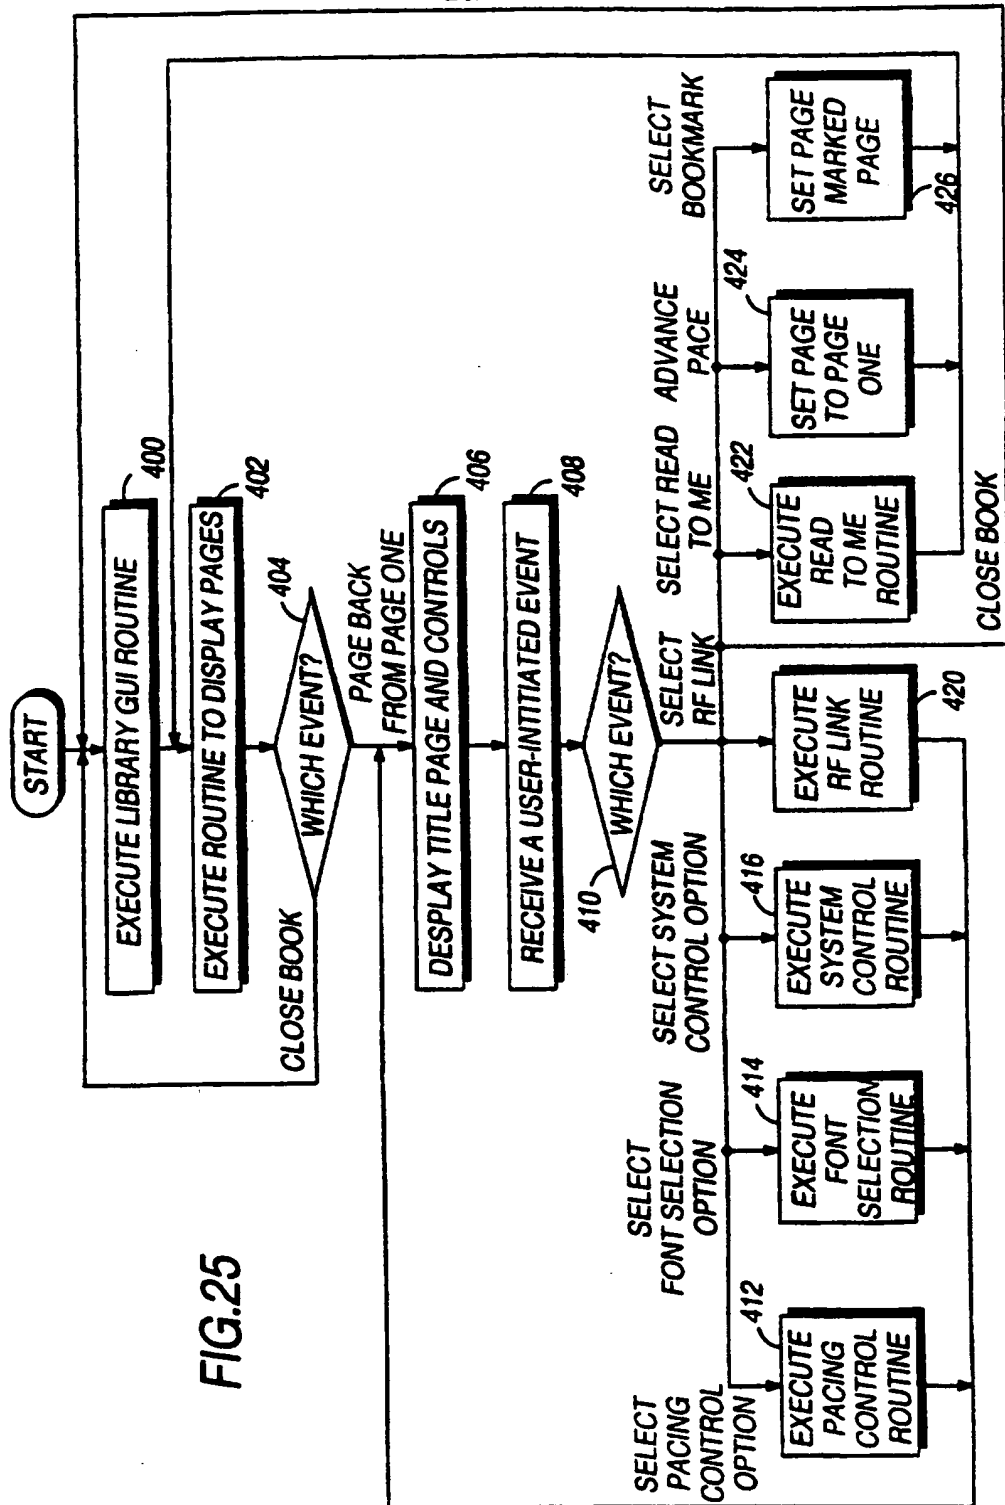 FIG.25
START
EXECUTE LIBRARY GUI ROUTINE
400
EXECUTE ROUTINE TO DISPLAY PAGES
402
WHICH EVENT?
404
CLOSE BOOK
PAGE BACK
FROM PAGE ONE
DESPLAY TITLE PAGE AND CONTROLS
406
RECEIVE A USER-INTITIATED EVENT
408
WHICH EVENT?
410
SELECT
PACING
CONTROL
OPTION
SELECT
FONT SELECTION
OPTION
SELECT SYSTEM
CONTROL OPTION
SELECT
RF LINK
SELECT READ
TO ME
ADVANCE
PACE
SELECT
BOOKMARK
EXECUTE
PACING
CONTROL
ROUTINE
412
EXECUTE
FONT
SELECTION
ROUTINE
414
EXECUTE
SYSTEM
CONTROL
ROUTINE
416
EXECUTE
RF LINK
ROUTINE
420
EXECUTE
READ
TO ME
ROUTINE
422
SET PAGE
TO PAGE
ONE
424
SET PAGE
MARKED
PAGE
426
CLOSE BOOK